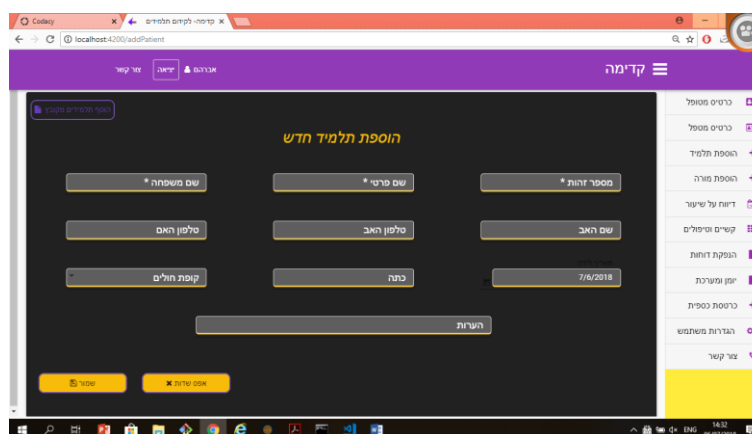 Codacy
קדימה- לקידום תלמידים
localhost:4200/addPatient
קדימה
אברהם
יציאה
צור קשר
כרטיס מטופל
כרטיס מטפל
הוספת תלמיד
הוספת מורה
דיווח על שיעור
קשיים וטיפולים
הנפקת דוחות
יומן ומערכת
כרטסת כספית
הגדרות משתמש
צור קשר
הוסף תלמידים מקובץ
הוספת תלמיד חדש
מספר זהות *
שם פרטי *
שם משפחה *
שם האב
טלפון האב
טלפון האם
7/6/2018
כתה
קופת חולים
הערות
אפס שדות
שמור
ENG
14:32